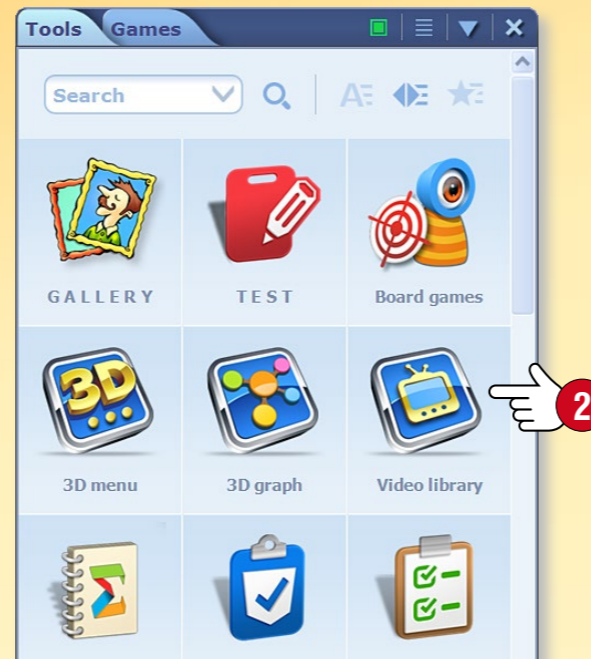 Tools Games
Search
GALLERY TEST Board games
3D
3D menu 3D graph Video library
2